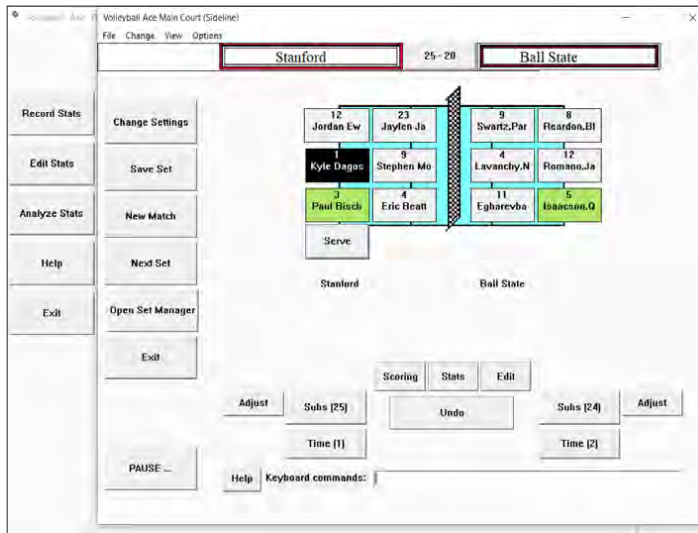 Volleyball Ace Main Court (Sideline)
File Change View Options
Stanford 25 - 20 Ball State
Record Stats
Edit Stats
Analyze Stats
Help
Exit
Change Settings
Save Set
New Match
Next Set
Open Set Manager
Exit
PAUSE ...
12 23 9 8
Jordan Ew Jaylen Ja Swartz,Par Reardon,Bl
1 9 4 12
Kyle Dagos Stephen Mo Lavanchy,N Romano,Ja
3 4 11 5
Paul Bisch Eric Beatt Egharevba Isaacson,Q
Serve
Stanford Ball State
Scoring Stats Edit
Adjust Subs (25) Undo Subs (24) Adjust
Time (1) Time (2)
Help Keyboard commands: